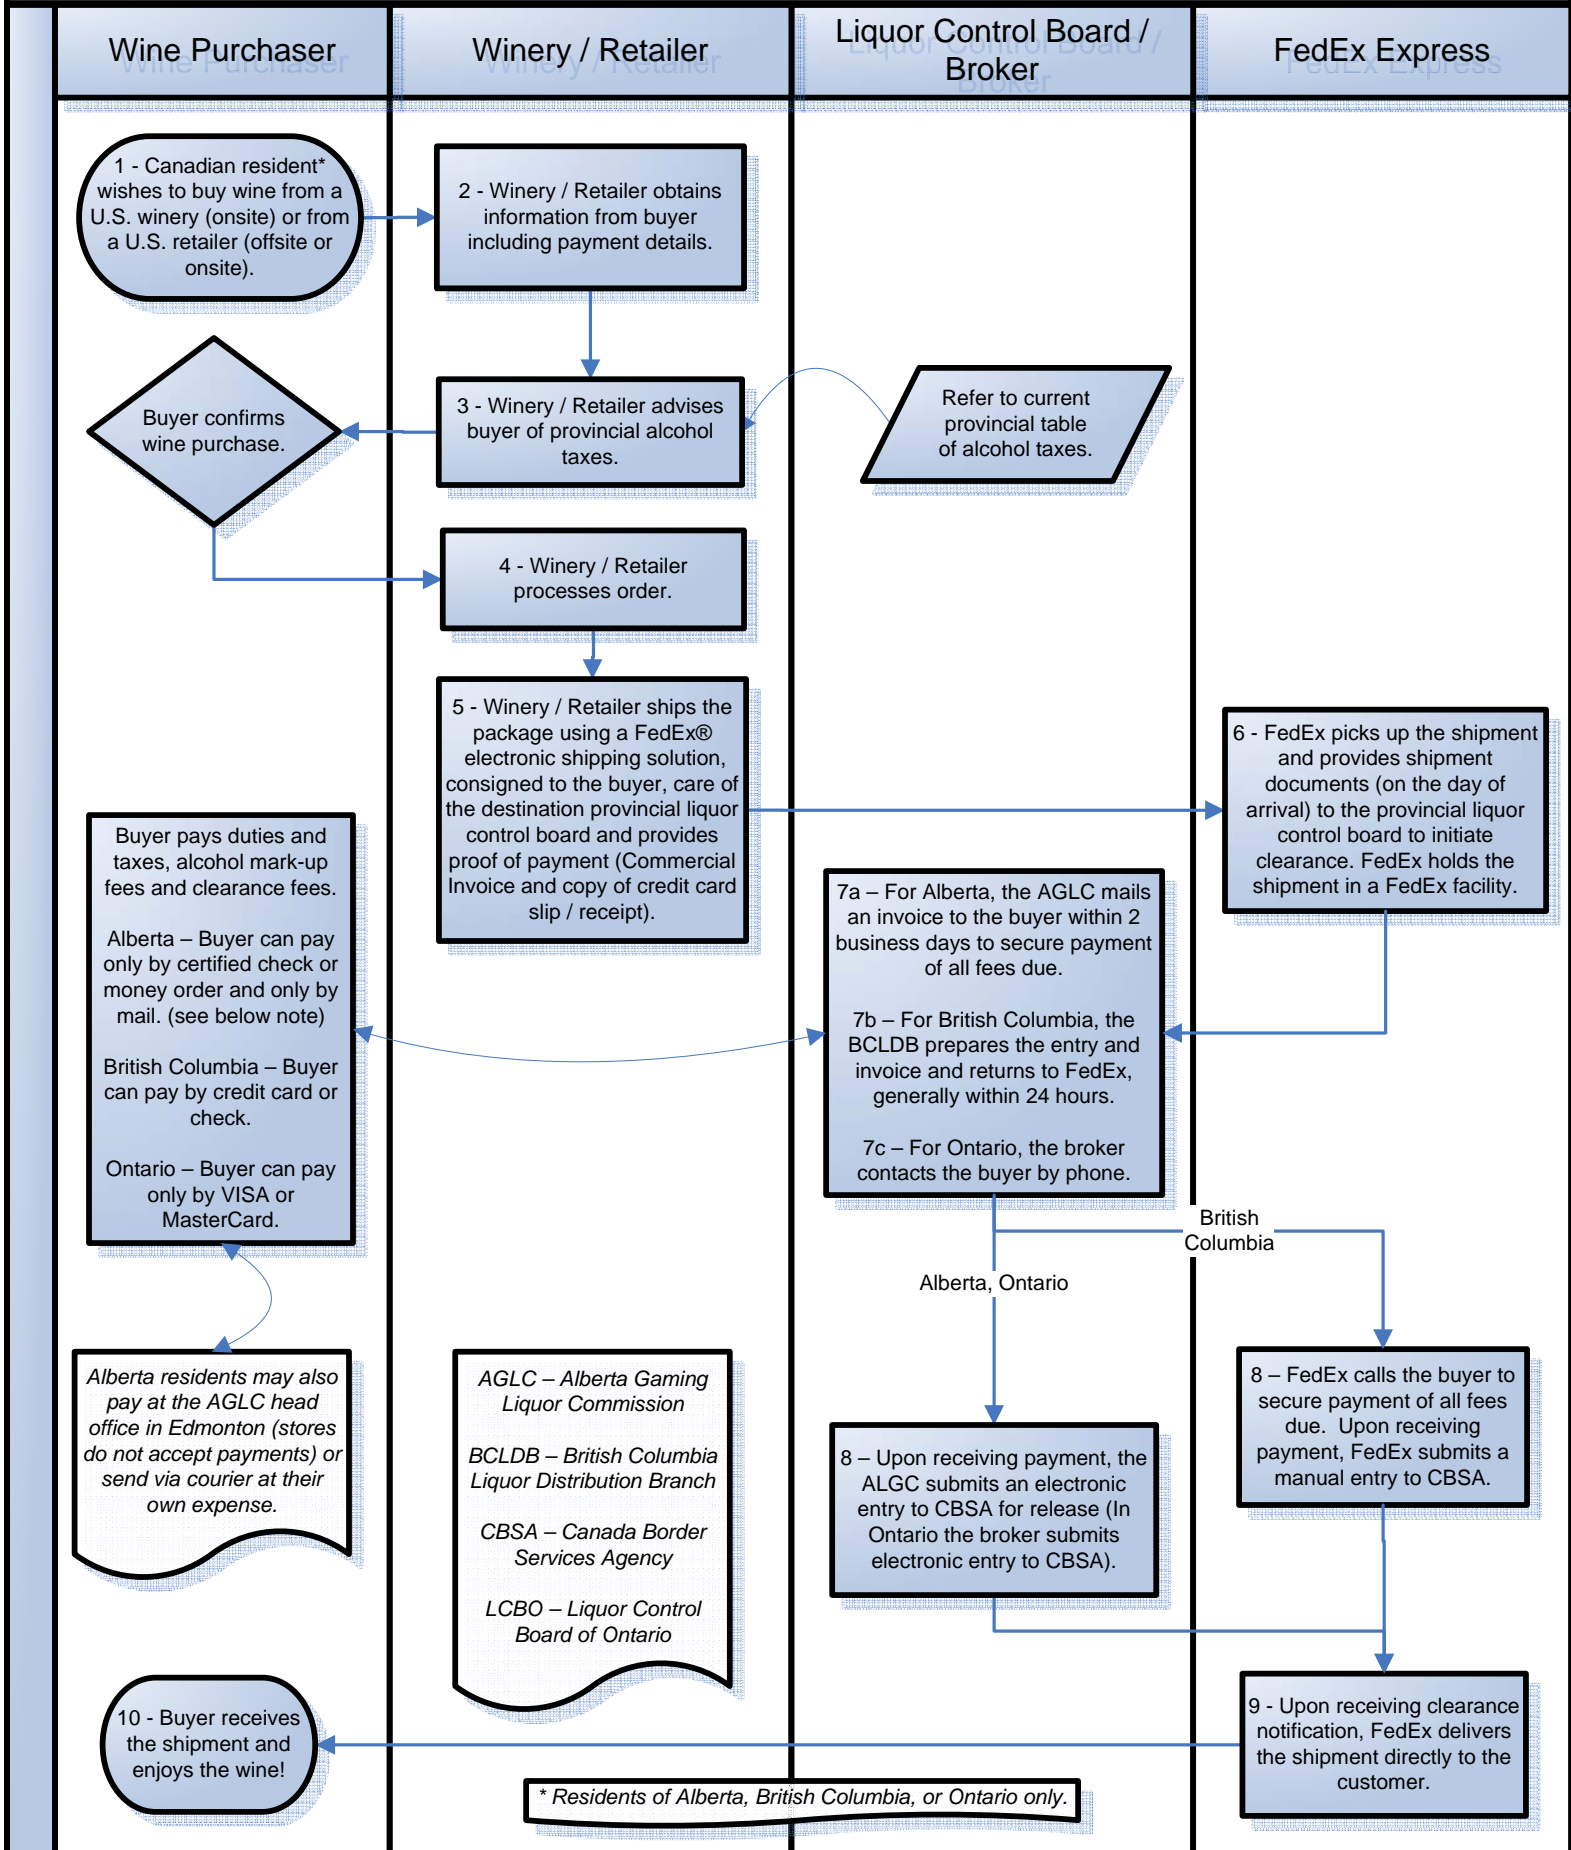 Wine Purchaser
Winery / Retailer
Liquor Control Board /
Broker
FedEx Express
1 - Canadian resident*
wishes to buy wine from a
U.S. winery (onsite) or from
a U.S. retailer (offsite or
onsite).
2 - Winery / Retailer obtains
information from buyer
including payment details.
Buyer confirms
wine purchase.
3 - Winery / Retailer advises
buyer of provincial alcohol
taxes.
Refer to current
provincial table
of alcohol taxes.
4 - Winery / Retailer
processes order.
5 - Winery / Retailer ships the
package using a FedEx®
electronic shipping solution,
consigned to the buyer, care of
the destination provincial liquor
control board and provides
proof of payment (Commercial
Invoice and copy of credit card
slip / receipt).
6 - FedEx picks up the shipment
and provides shipment
documents (on the day of
arrival) to the provincial liquor
control board to initiate
clearance. FedEx holds the
shipment in a FedEx facility.
Buyer pays duties and
taxes, alcohol mark-up
fees and clearance fees.
Alberta – Buyer can pay
only by certified check or
money order and only by
mail. (see below note)
British Columbia – Buyer
can pay by credit card or
check.
Ontario – Buyer can pay
only by VISA or
MasterCard.
7a – For Alberta, the AGLC mails
an invoice to the buyer within 2
business days to secure payment
of all fees due.
7b – For British Columbia, the
BCLDB prepares the entry and
invoice and returns to FedEx,
generally within 24 hours.
7c – For Ontario, the broker
contacts the buyer by phone.
British
Columbia
Alberta, Ontario
Alberta residents may also
pay at the AGLC head
office in Edmonton (stores
do not accept payments) or
send via courier at their
own expense.
AGLC – Alberta Gaming
Liquor Commission
BCLDB – British Columbia
Liquor Distribution Branch
CBSA – Canada Border
Services Agency
LCBO – Liquor Control
Board of Ontario
8 – Upon receiving payment, the
ALGC submits an electronic
entry to CBSA for release (In
Ontario the broker submits
electronic entry to CBSA).
8 – FedEx calls the buyer to
secure payment of all fees
due. Upon receiving
payment, FedEx submits a
manual entry to CBSA.
9 - Upon receiving clearance
notification, FedEx delivers
the shipment directly to the
customer.
10 - Buyer receives
the shipment and
enjoys the wine!
* Residents of Alberta, British Columbia, or Ontario only.